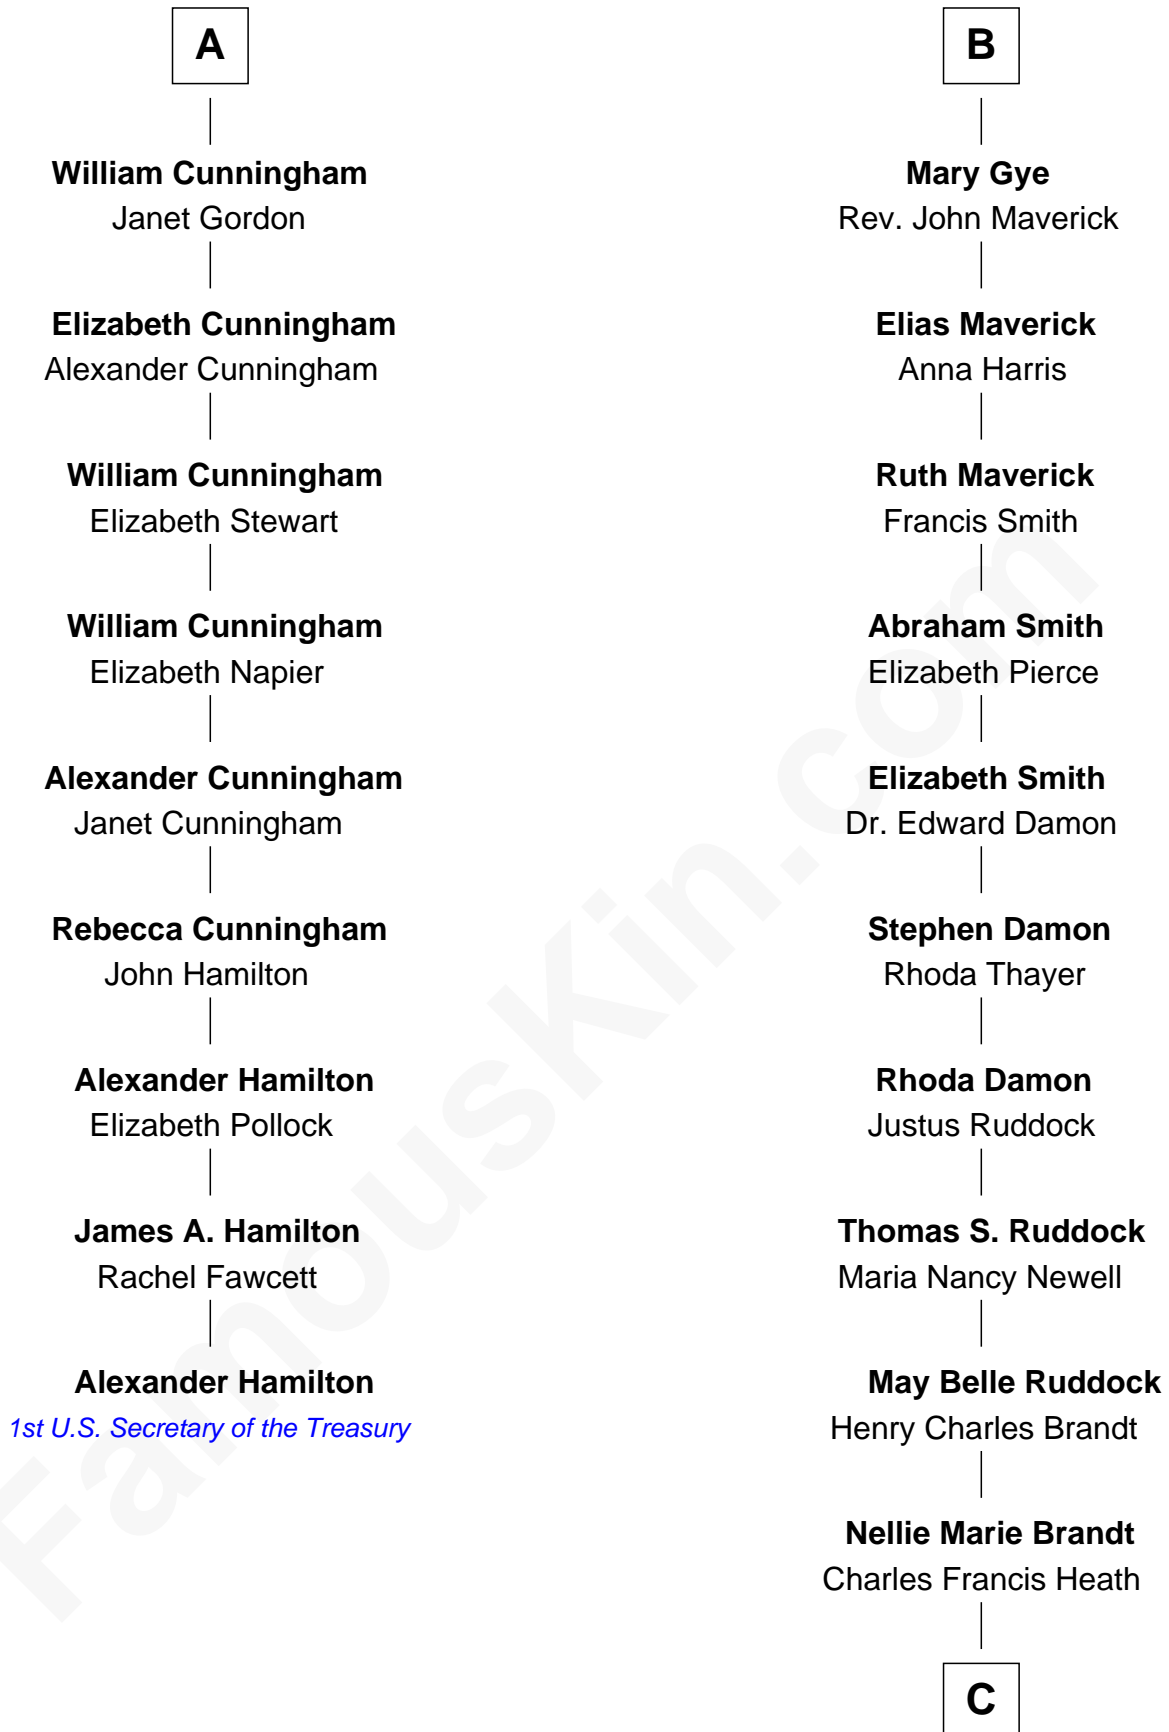 A
William Cunningham
Janet Gordon
Elizabeth Cunningham
Alexander Cunningham
William Cunningham
Elizabeth Stewart
William Cunningham
Elizabeth Napier
Alexander Cunningham
Janet Cunningham
Rebecca Cunningham
John Hamilton
Alexander Hamilton
Elizabeth Pollock
James A. Hamilton
Rachel Fawcett
Alexander Hamilton
1st U.S. Secretary of the Treasury
B
Mary Gye
Rev. John Maverick
Elias Maverick
Anna Harris
Ruth Maverick
Francis Smith
Abraham Smith
Elizabeth Pierce
Elizabeth Smith
Dr. Edward Damon
Stephen Damon
Rhoda Thayer
Rhoda Damon
Justus Ruddock
Thomas S. Ruddock
Maria Nancy Newell
May Belle Ruddock
Henry Charles Brandt
Nellie Marie Brandt
Charles Francis Heath
C
FamousKin.com